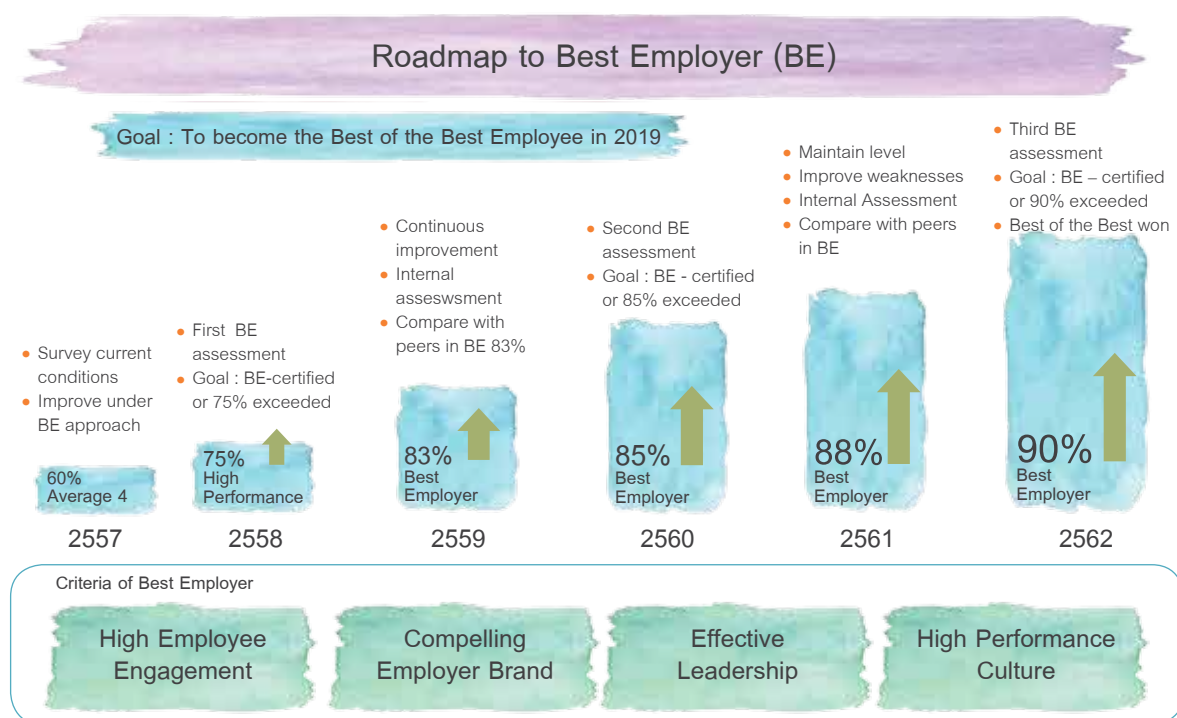 Roadmap to Best Employer (BE)
Goal : To become the Best of the Best Employee in 2019
• Survey current
conditions
• Improve under
BE approach
60%
Average 4
2557
• First BE
assessment
• Goal : BE-certified
or 75% exceeded
75%
High
Performance
2558
• Continuous
improvement
• Internal
asseswsment
• Compare with
peers in BE 83%
83%
Best
Employer
2559
• Second BE
assessment
• Goal : BE - certified
or 85% exceeded
85%
Best
Employer
2560
• Maintain level
• Improve weaknesses
• Internal Assessment
• Compare with peers
in BE
88%
Best
Employer
2561
• Third BE
assessment
• Goal : BE – certified
or 90% exceeded
• Best of the Best won
90%
Best
Employer
2562
Criteria of Best Employer
High Employee
Engagement
Compelling
Employer Brand
Effective
Leadership
High Performance
Culture